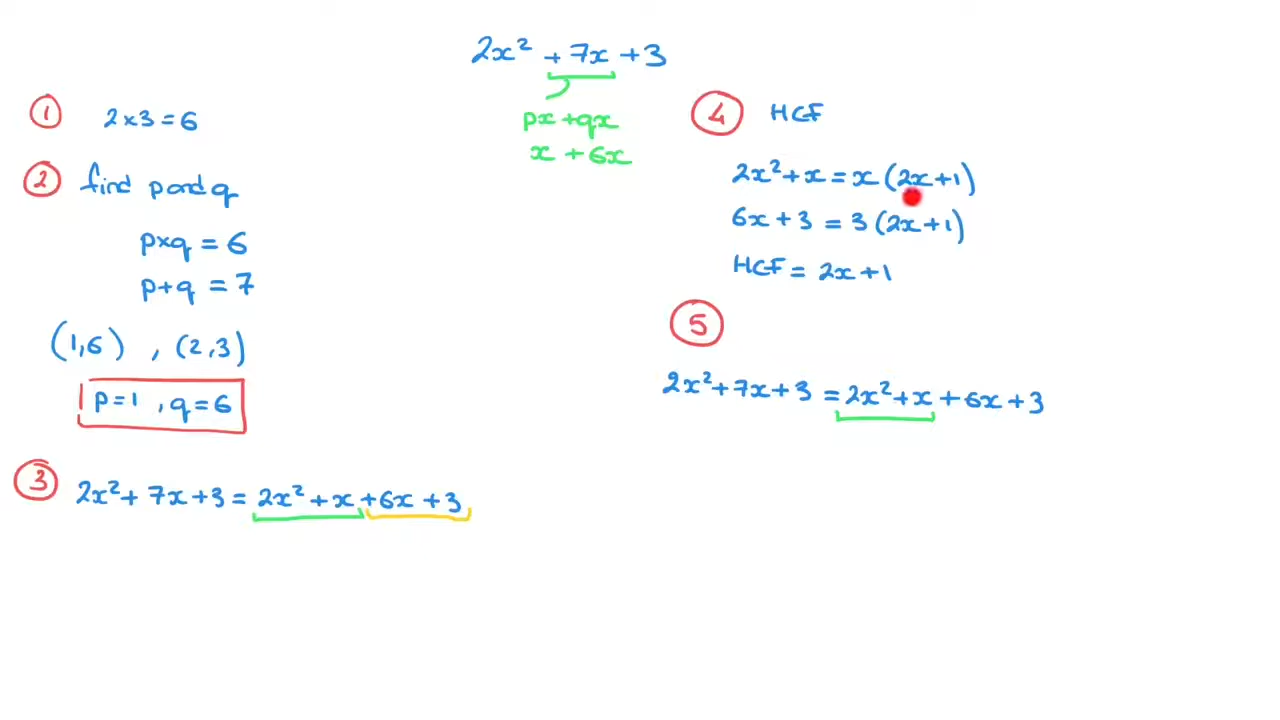 2x² + 7x + 3
px + qx
x + 6x
① 2 × 3 = 6
② find p and q
p×q = 6
p+q = 7
(1,6) , (2,3)
p=1 , q=6
③ 2x² + 7x + 3 = 2x² + x + 6x + 3
④ HCF
2x² + x = x (2x+1)
6x + 3 = 3 (2x+1)
HCF = 2x+1
⑤
2x² + 7x + 3 = 2x² + x + 6x + 3